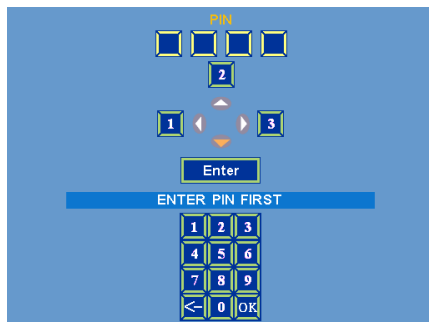 PIN
2
1 3
Enter
ENTER PIN FIRST
1 2 3
4 5 6
7 8 9
<- 0 OK